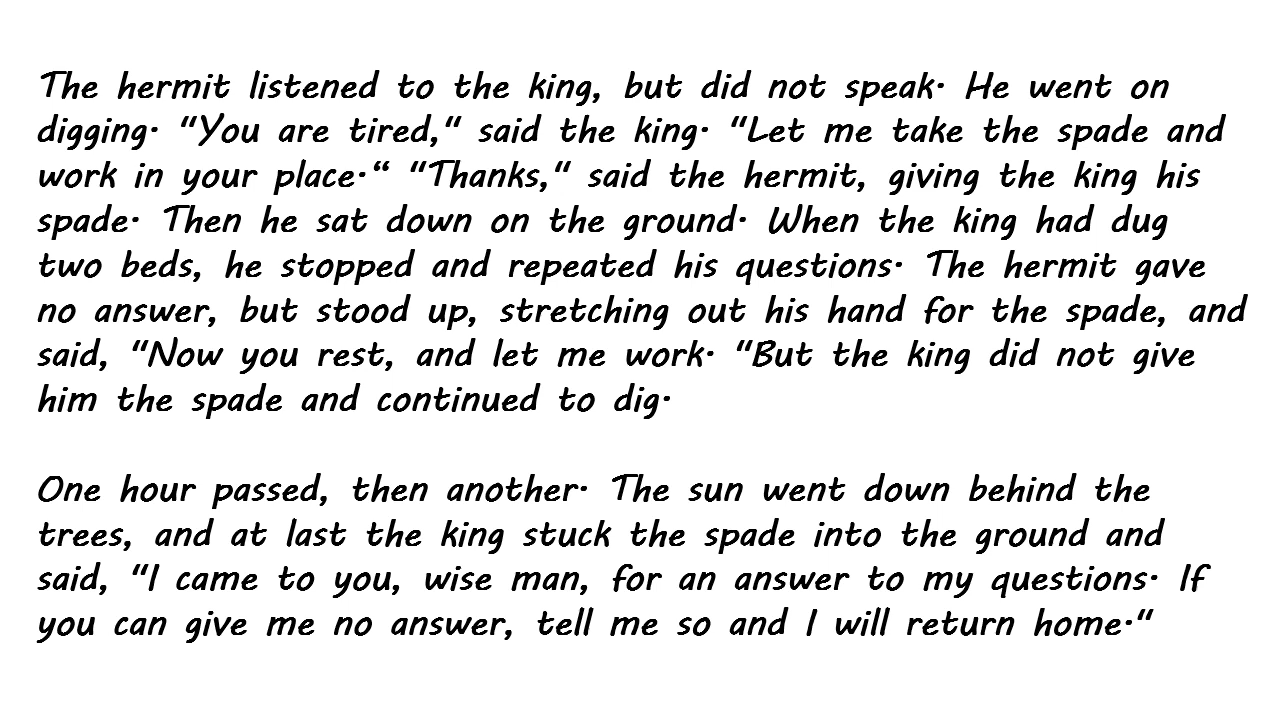 The hermit listened to the king, but did not speak. He went on
digging. “You are tired,“ said the king. “Let me take the spade and
work in your place.“ “Thanks,“ said the hermit, giving the king his
spade. Then he sat down on the ground. When the king had dug
two beds, he stopped and repeated his questions. The hermit gave
no answer, but stood up, stretching out his hand for the spade, and
said, “Now you rest, and let me work. “But the king did not give
him the spade and continued to dig.

One hour passed, then another. The sun went down behind the
trees, and at last the king stuck the spade into the ground and
said, “I came to you, wise man, for an answer to my questions. If
you can give me no answer, tell me so and I will return home.“